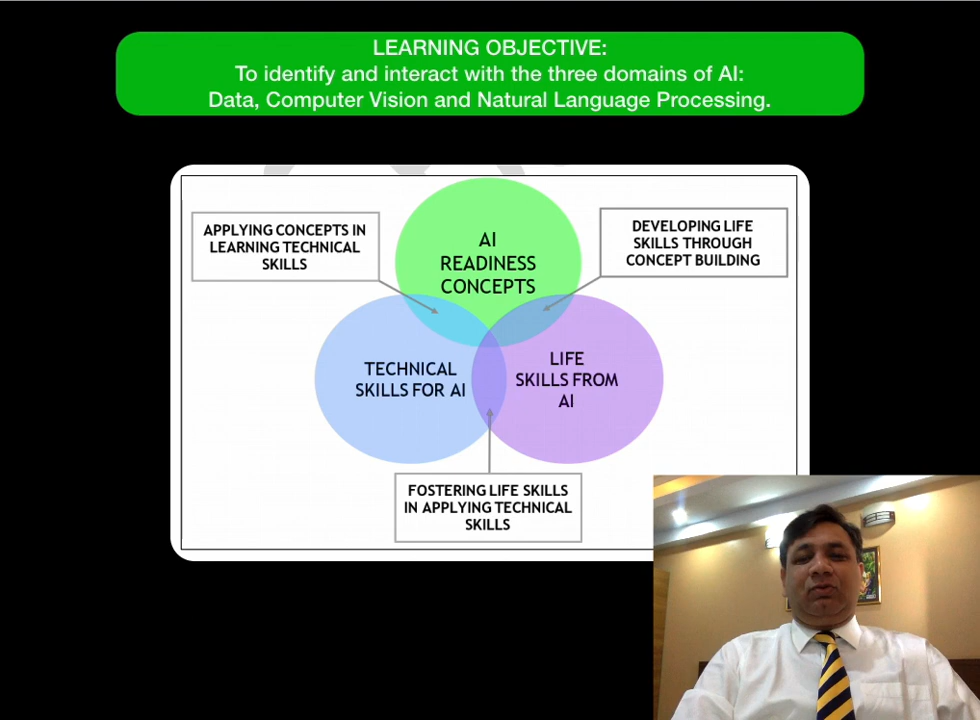 LEARNING OBJECTIVE:
To identify and interact with the three domains of AI:
Data, Computer Vision and Natural Language Processing.
APPLYING CONCEPTS IN
LEARNING TECHNICAL
SKILLS
AI
READINESS
CONCEPTS
DEVELOPING LIFE
SKILLS THROUGH
CONCEPT BUILDING
TECHNICAL
SKILLS FOR AI
LIFE
SKILLS FROM
AI
FOSTERING LIFE SKILLS
IN APPLYING TECHNICAL
SKILLS